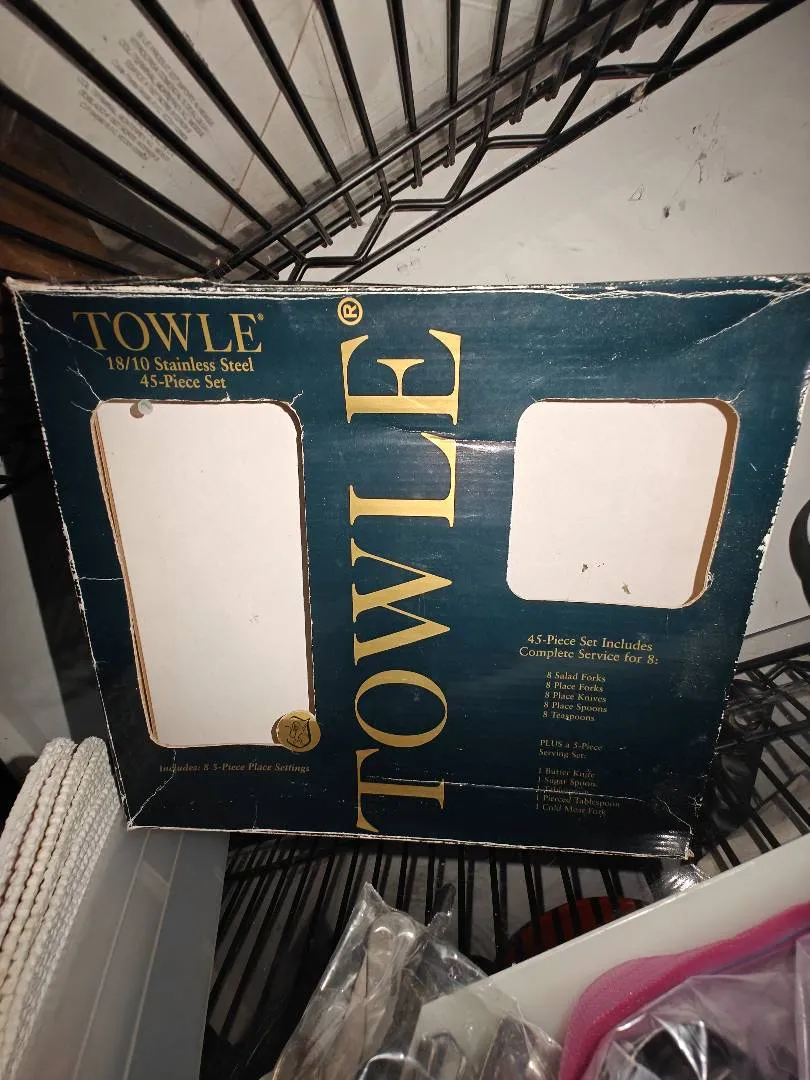 TOWLE®
18/10 Stainless Steel
45-Piece Set
Includes: 8 5-Piece Place Settings
TOWLE®
45-Piece Set Includes
Complete Service for 8:
8 Salad Forks
8 Place Forks
8 Place Knives
8 Place Spoons
8 Teaspoons
PLUS a 5-Piece
Serving Set:
1 Butter Knife
1 Sugar Spoon
1 Pierced Tablespoon
1 Cold Meat Fork